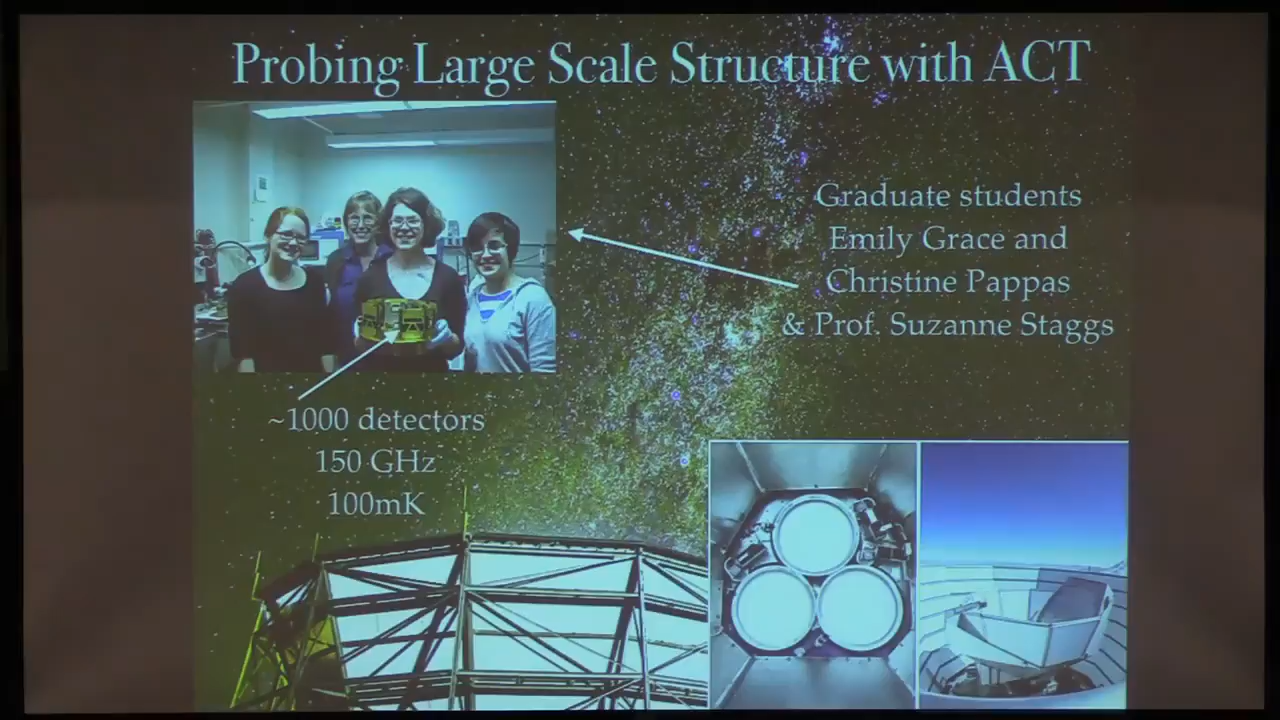 Probing Large Scale Structure with ACT
Graduate students
Emily Grace and
Christine Pappas
& Prof. Suzanne Staggs
~1000 detectors
150 GHz
100mK